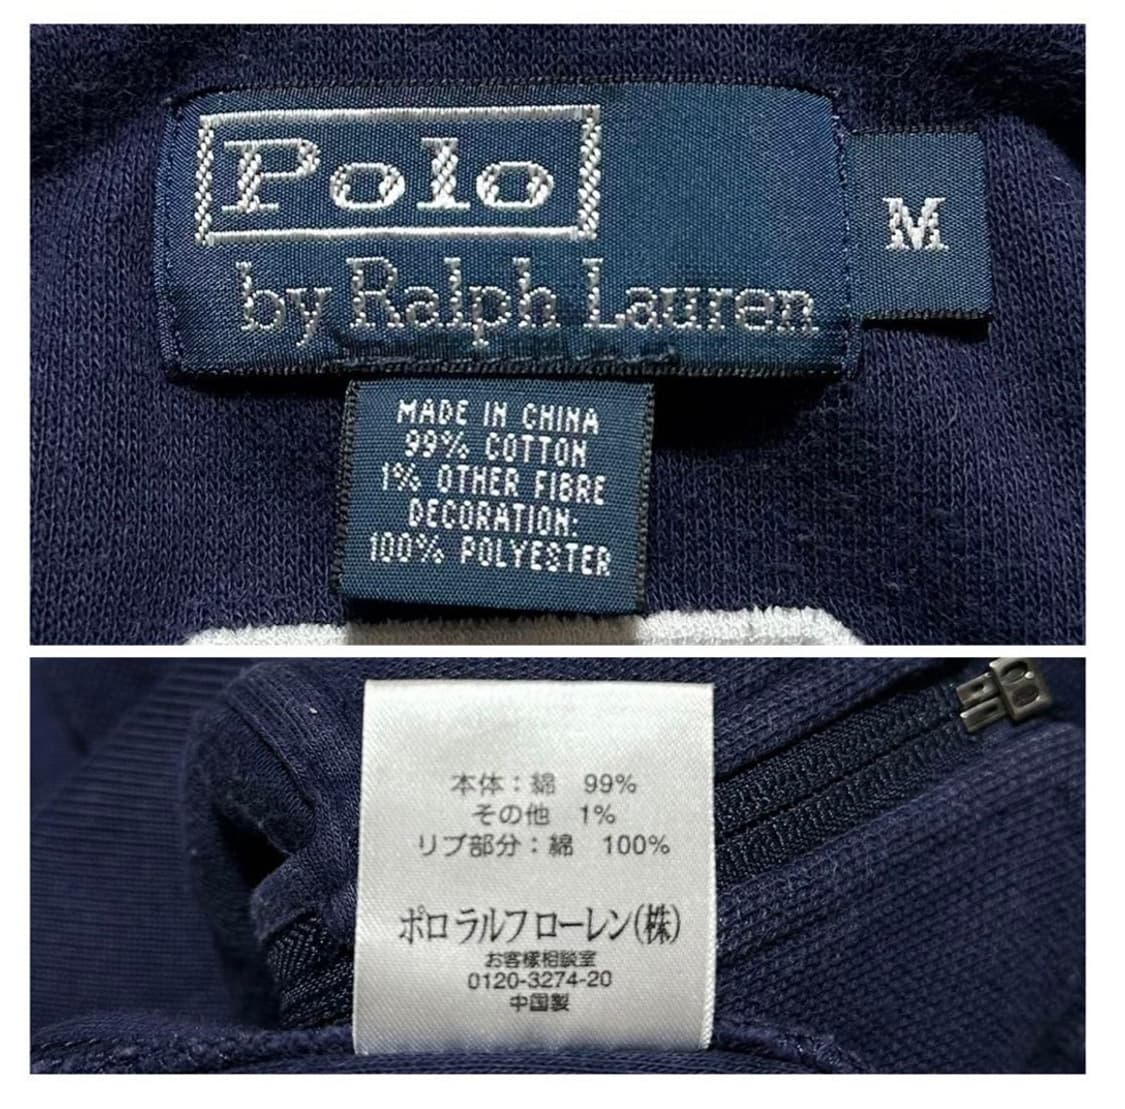 Polo
by Ralph Lauren
M
MADE IN CHINA
99% COTTON
1% OTHER FIBRE
DECORATION:
100% POLYESTER
本体：綿　99%
その他　1%
リブ部分：綿　100%
ポロ ラルフ ローレン(株)
お客様相談室
0120-3274-20
中国製